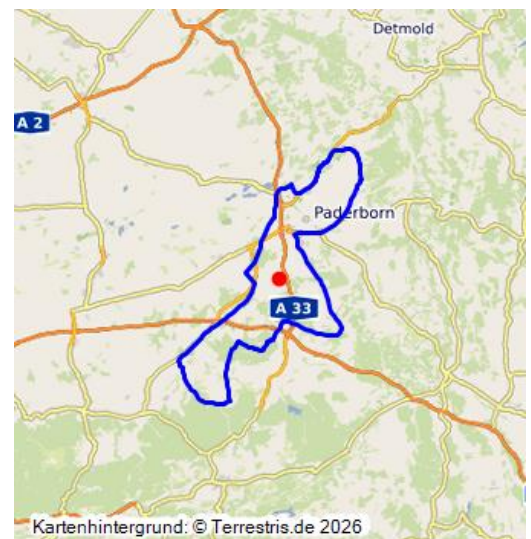 Detmold
A 2
Paderborn
A 33
Kartenhintergrund: © Terrestris.de 2026